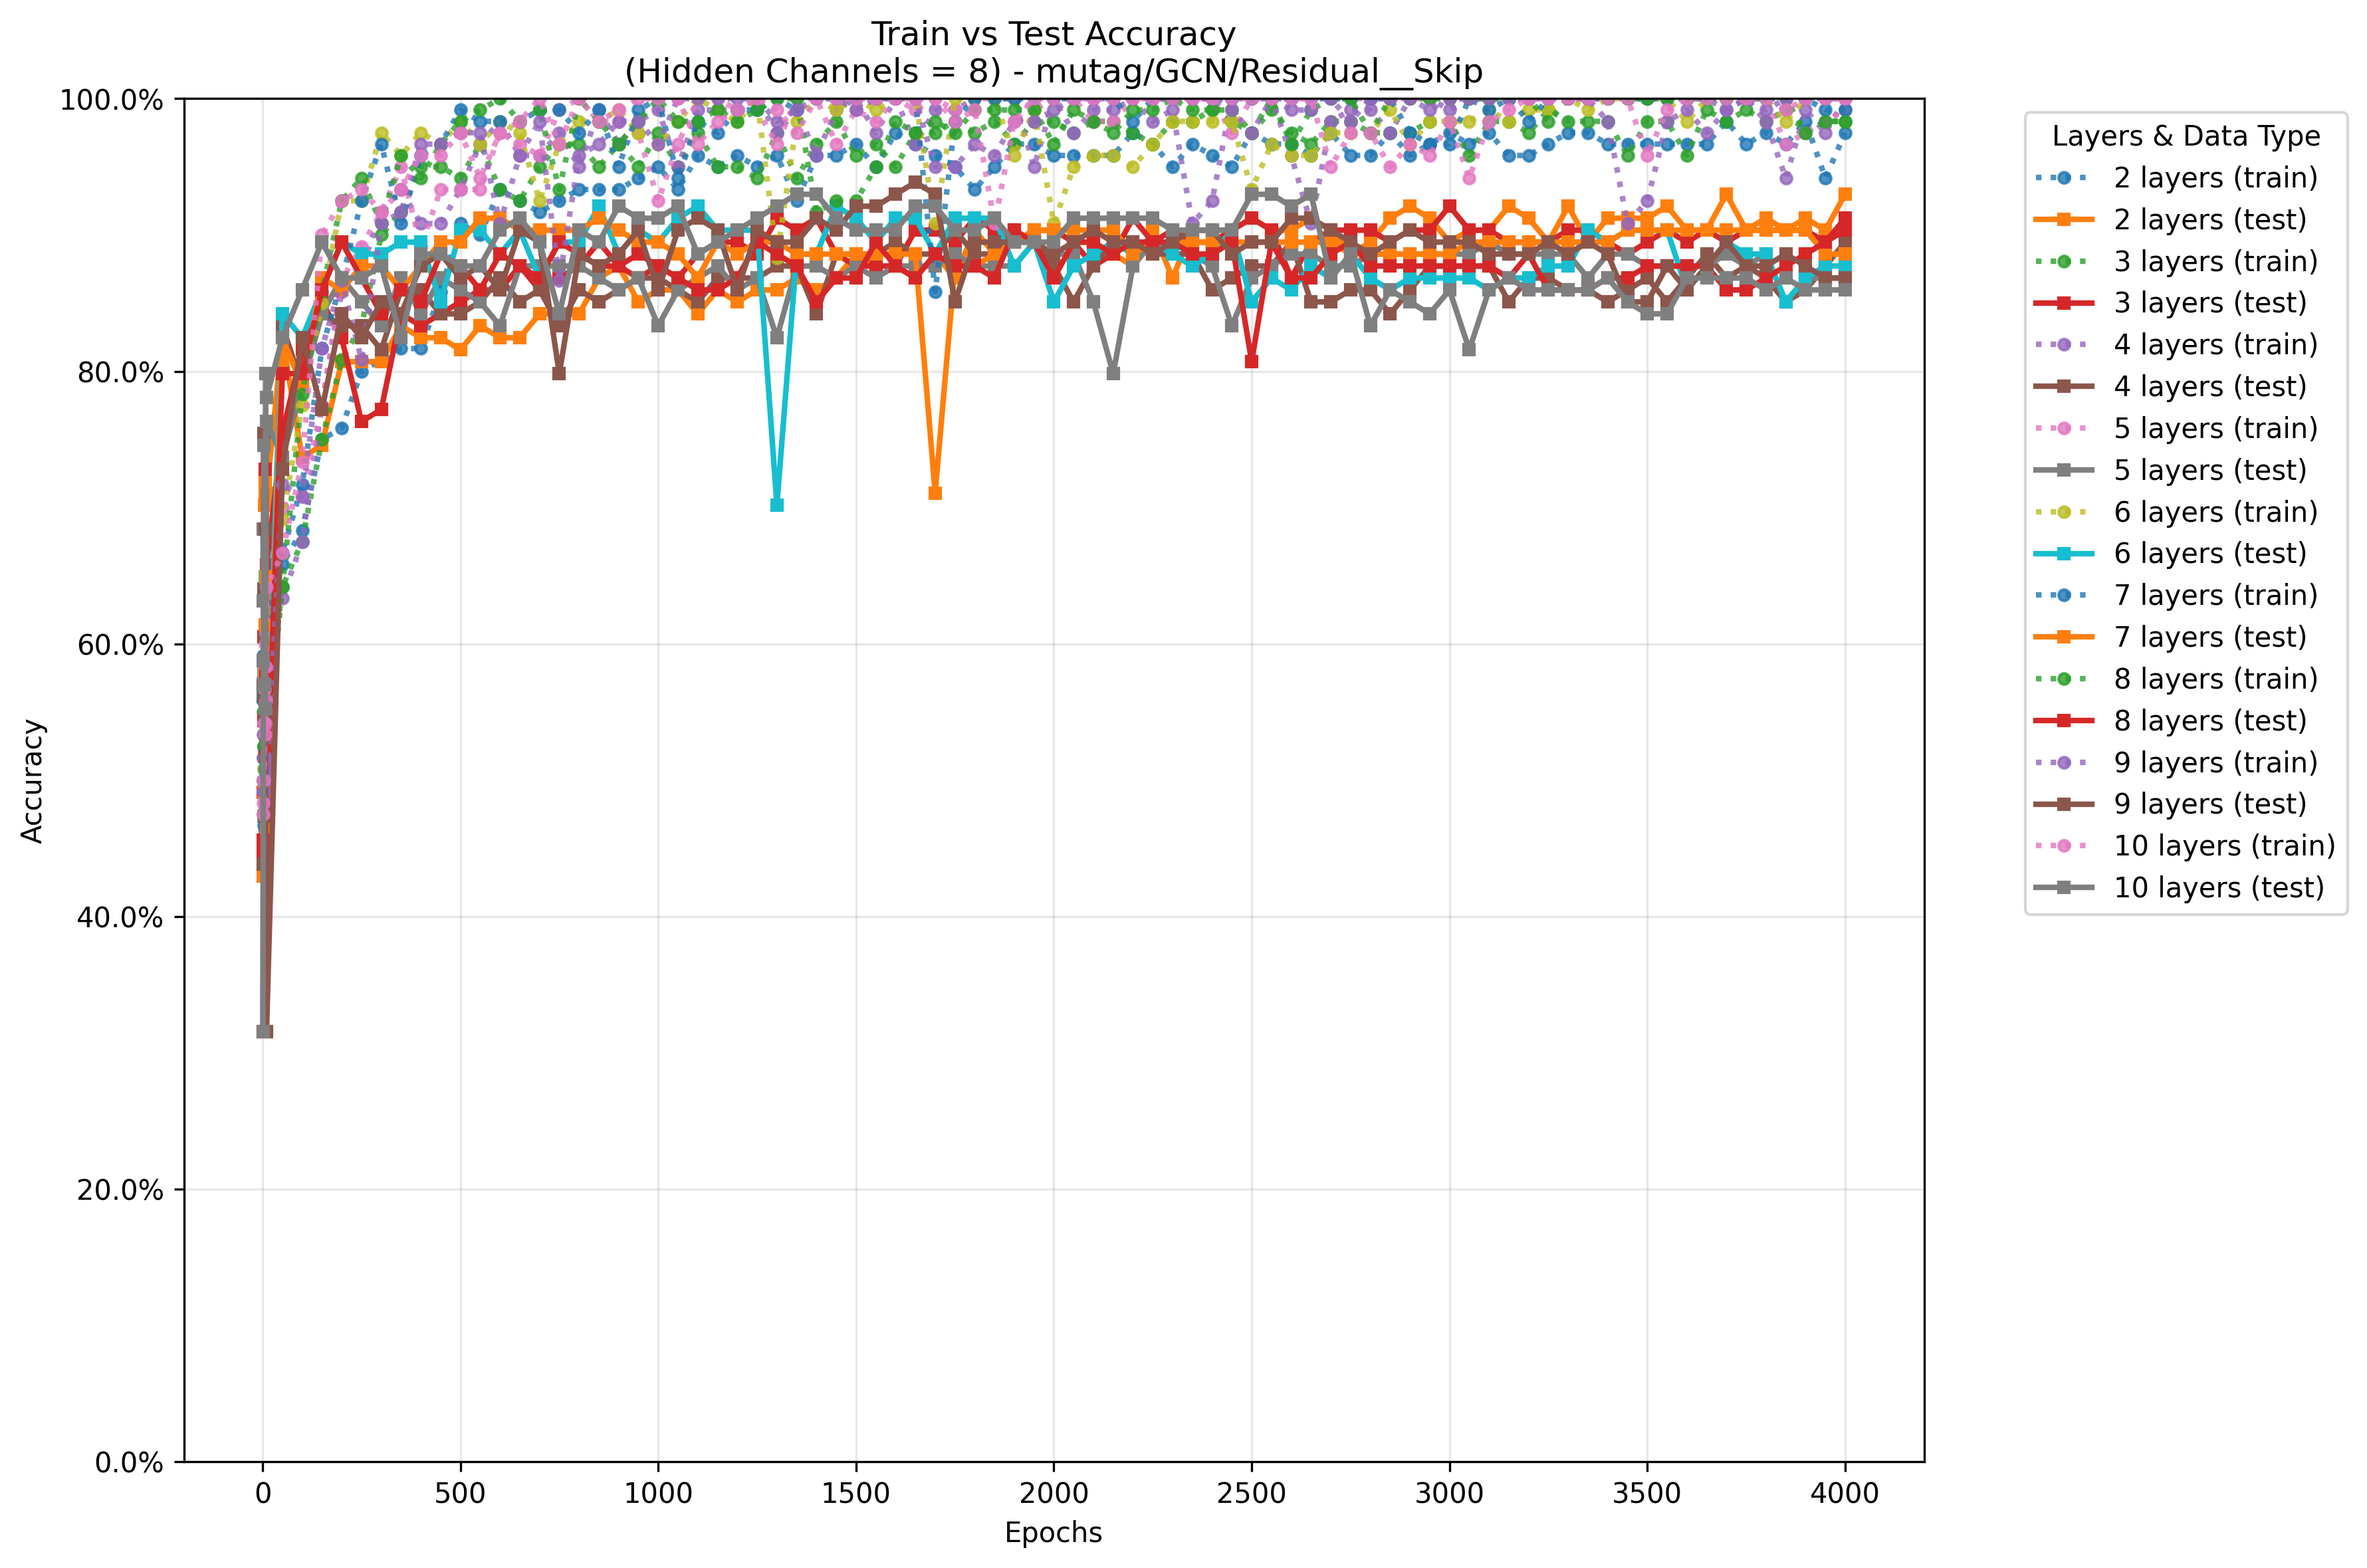 Train vs Test Accuracy
(Hidden Channels = 8) - mutag/GCN/Residual__Skip
100.0%
80.0%
60.0%
40.0%
20.0%
0.0%
Accuracy
0
500
1000
1500
2000
2500
3000
3500
4000
Epochs
Layers & Data Type
2 layers (train)
2 layers (test)
3 layers (train)
3 layers (test)
4 layers (train)
4 layers (test)
5 layers (train)
5 layers (test)
6 layers (train)
6 layers (test)
7 layers (train)
7 layers (test)
8 layers (train)
8 layers (test)
9 layers (train)
9 layers (test)
10 layers (train)
10 layers (test)